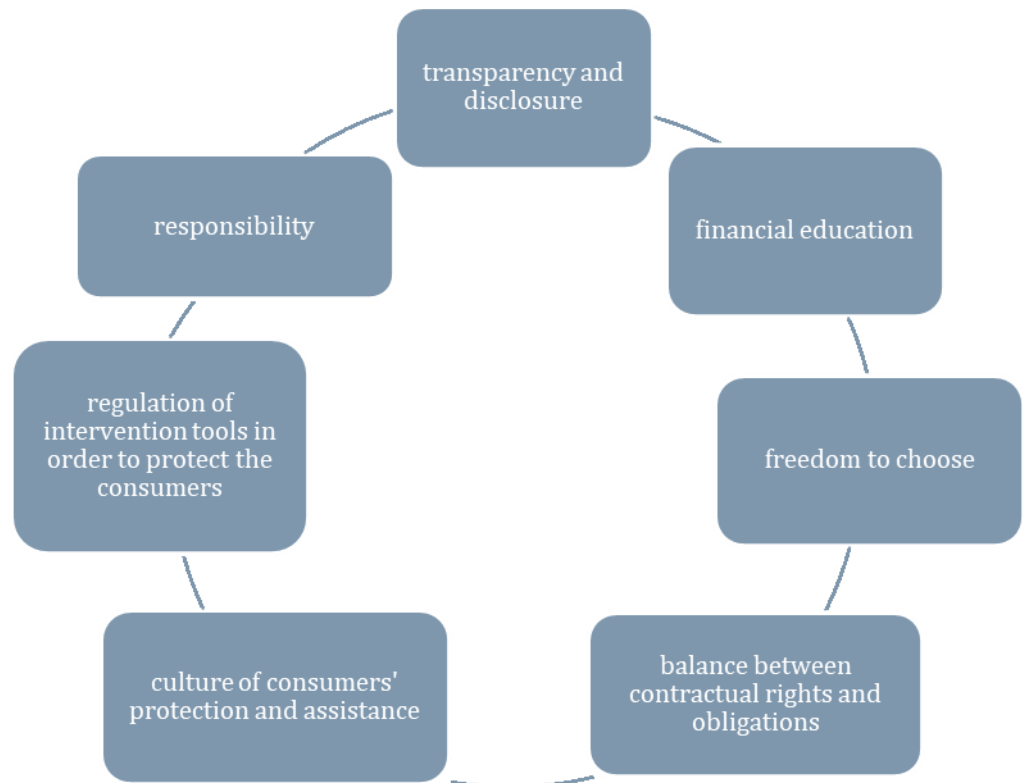 transparency and
disclosure
financial education
freedom to choose
balance between
contractual rights and
obligations
culture of consumers'
protection and assistance
regulation of
intervention tools in
order to protect the
consumers
responsibility